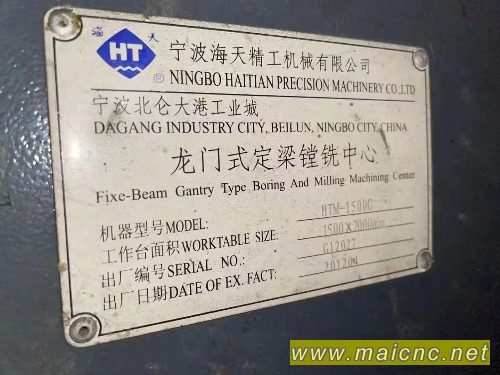 海天
HT
宁波海天精工机械有限公司
® NINGBO HAITIAN PRECISION MACHINERY CO.,LTD
宁波北仑大港工业城
DAGANG INDUSTRY CITY, BEILUN, NINGBO CITY, CHINA
龙门式定梁镗铣中心
Fixe-Beam Gantry Type Boring And Milling Machining Center
机器型号MODEL: HTM-1500G
工作台面积WORKTABLE SIZE: 1500×2000mm
出厂编号SERIAL NO.: G12027
出厂日期DATE OF EX. FACT: 201204
www.maicnc.net